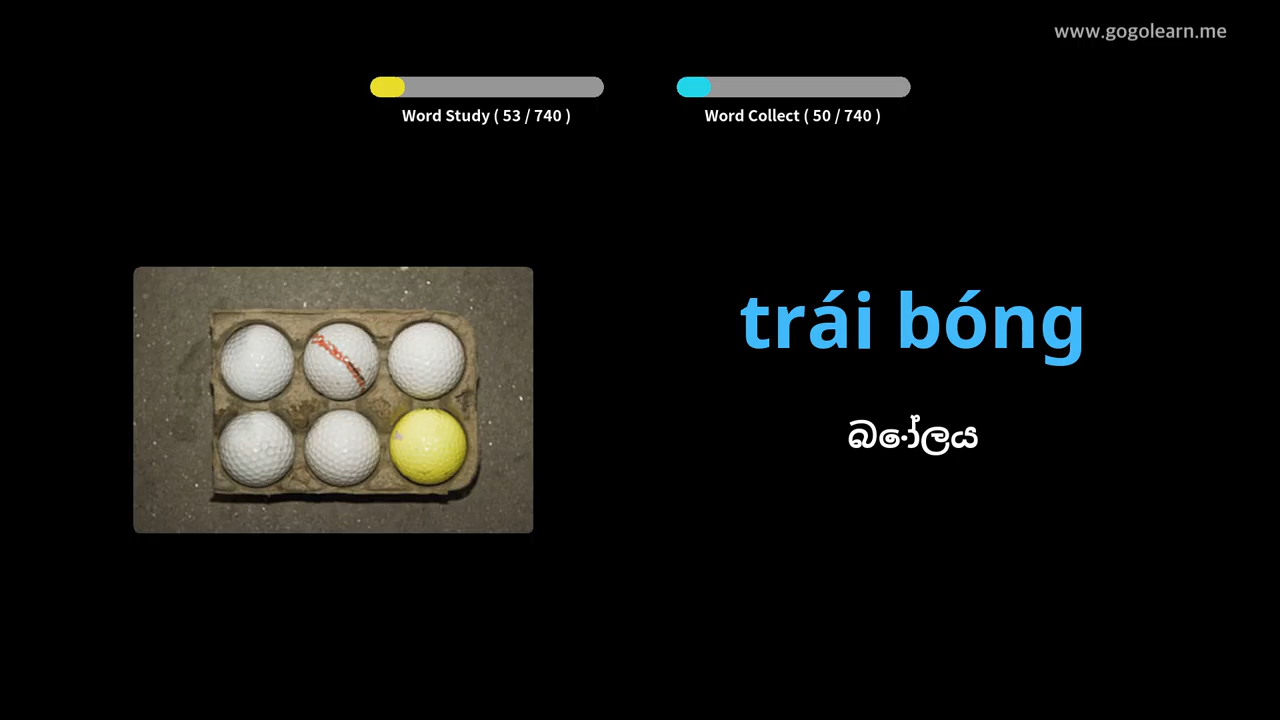 www.gogolearn.me
Word Study ( 53 / 740 )
Word Collect ( 50 / 740 )
trái bóng
බෝලය